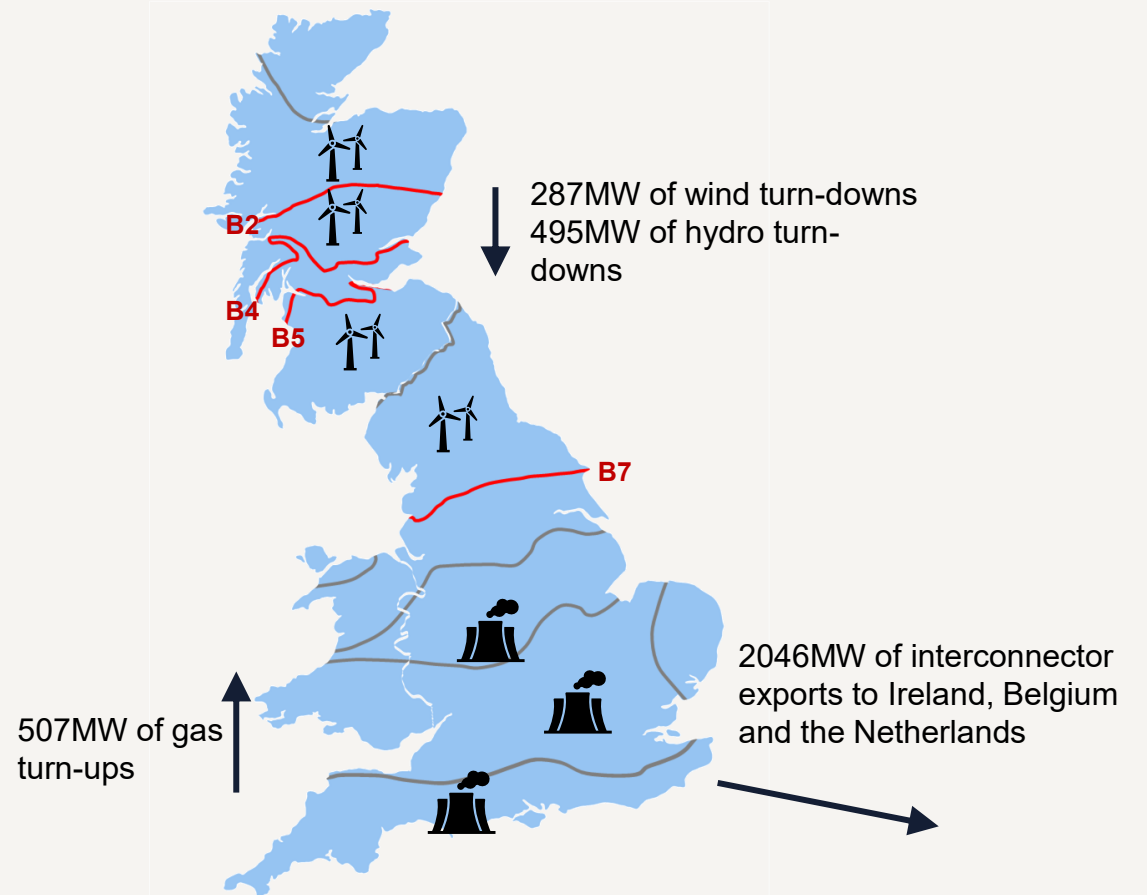 287MW of wind turn-downs
495MW of hydro turn-
downs
B2
B4
B5
B7
2046MW of interconnector
exports to Ireland, Belgium
and the Netherlands
507MW of gas
turn-ups